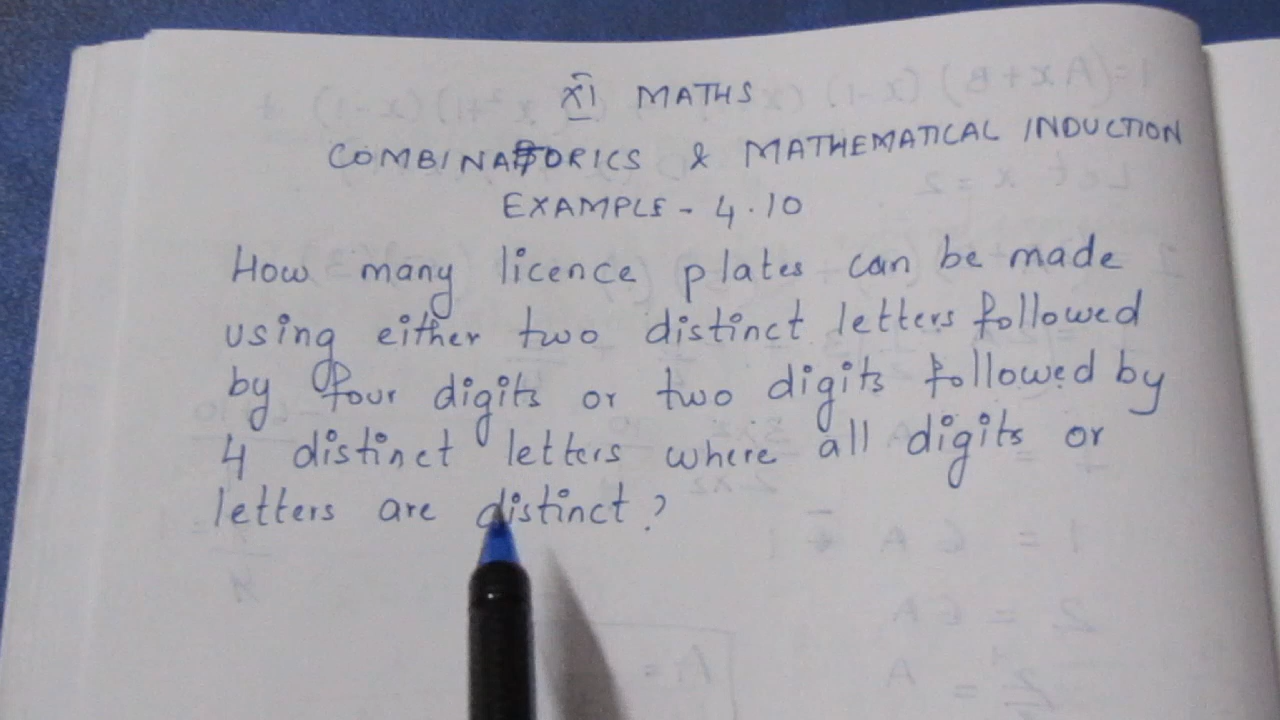 XI MATHS
COMBINATORICS & MATHEMATICAL INDUCTION
EXAMPLE - 4.10
How many licence plates can be made
using either two distinct letters followed
by four digits or two digits followed by
4 distinct letters where all digits or
letters are distinct?